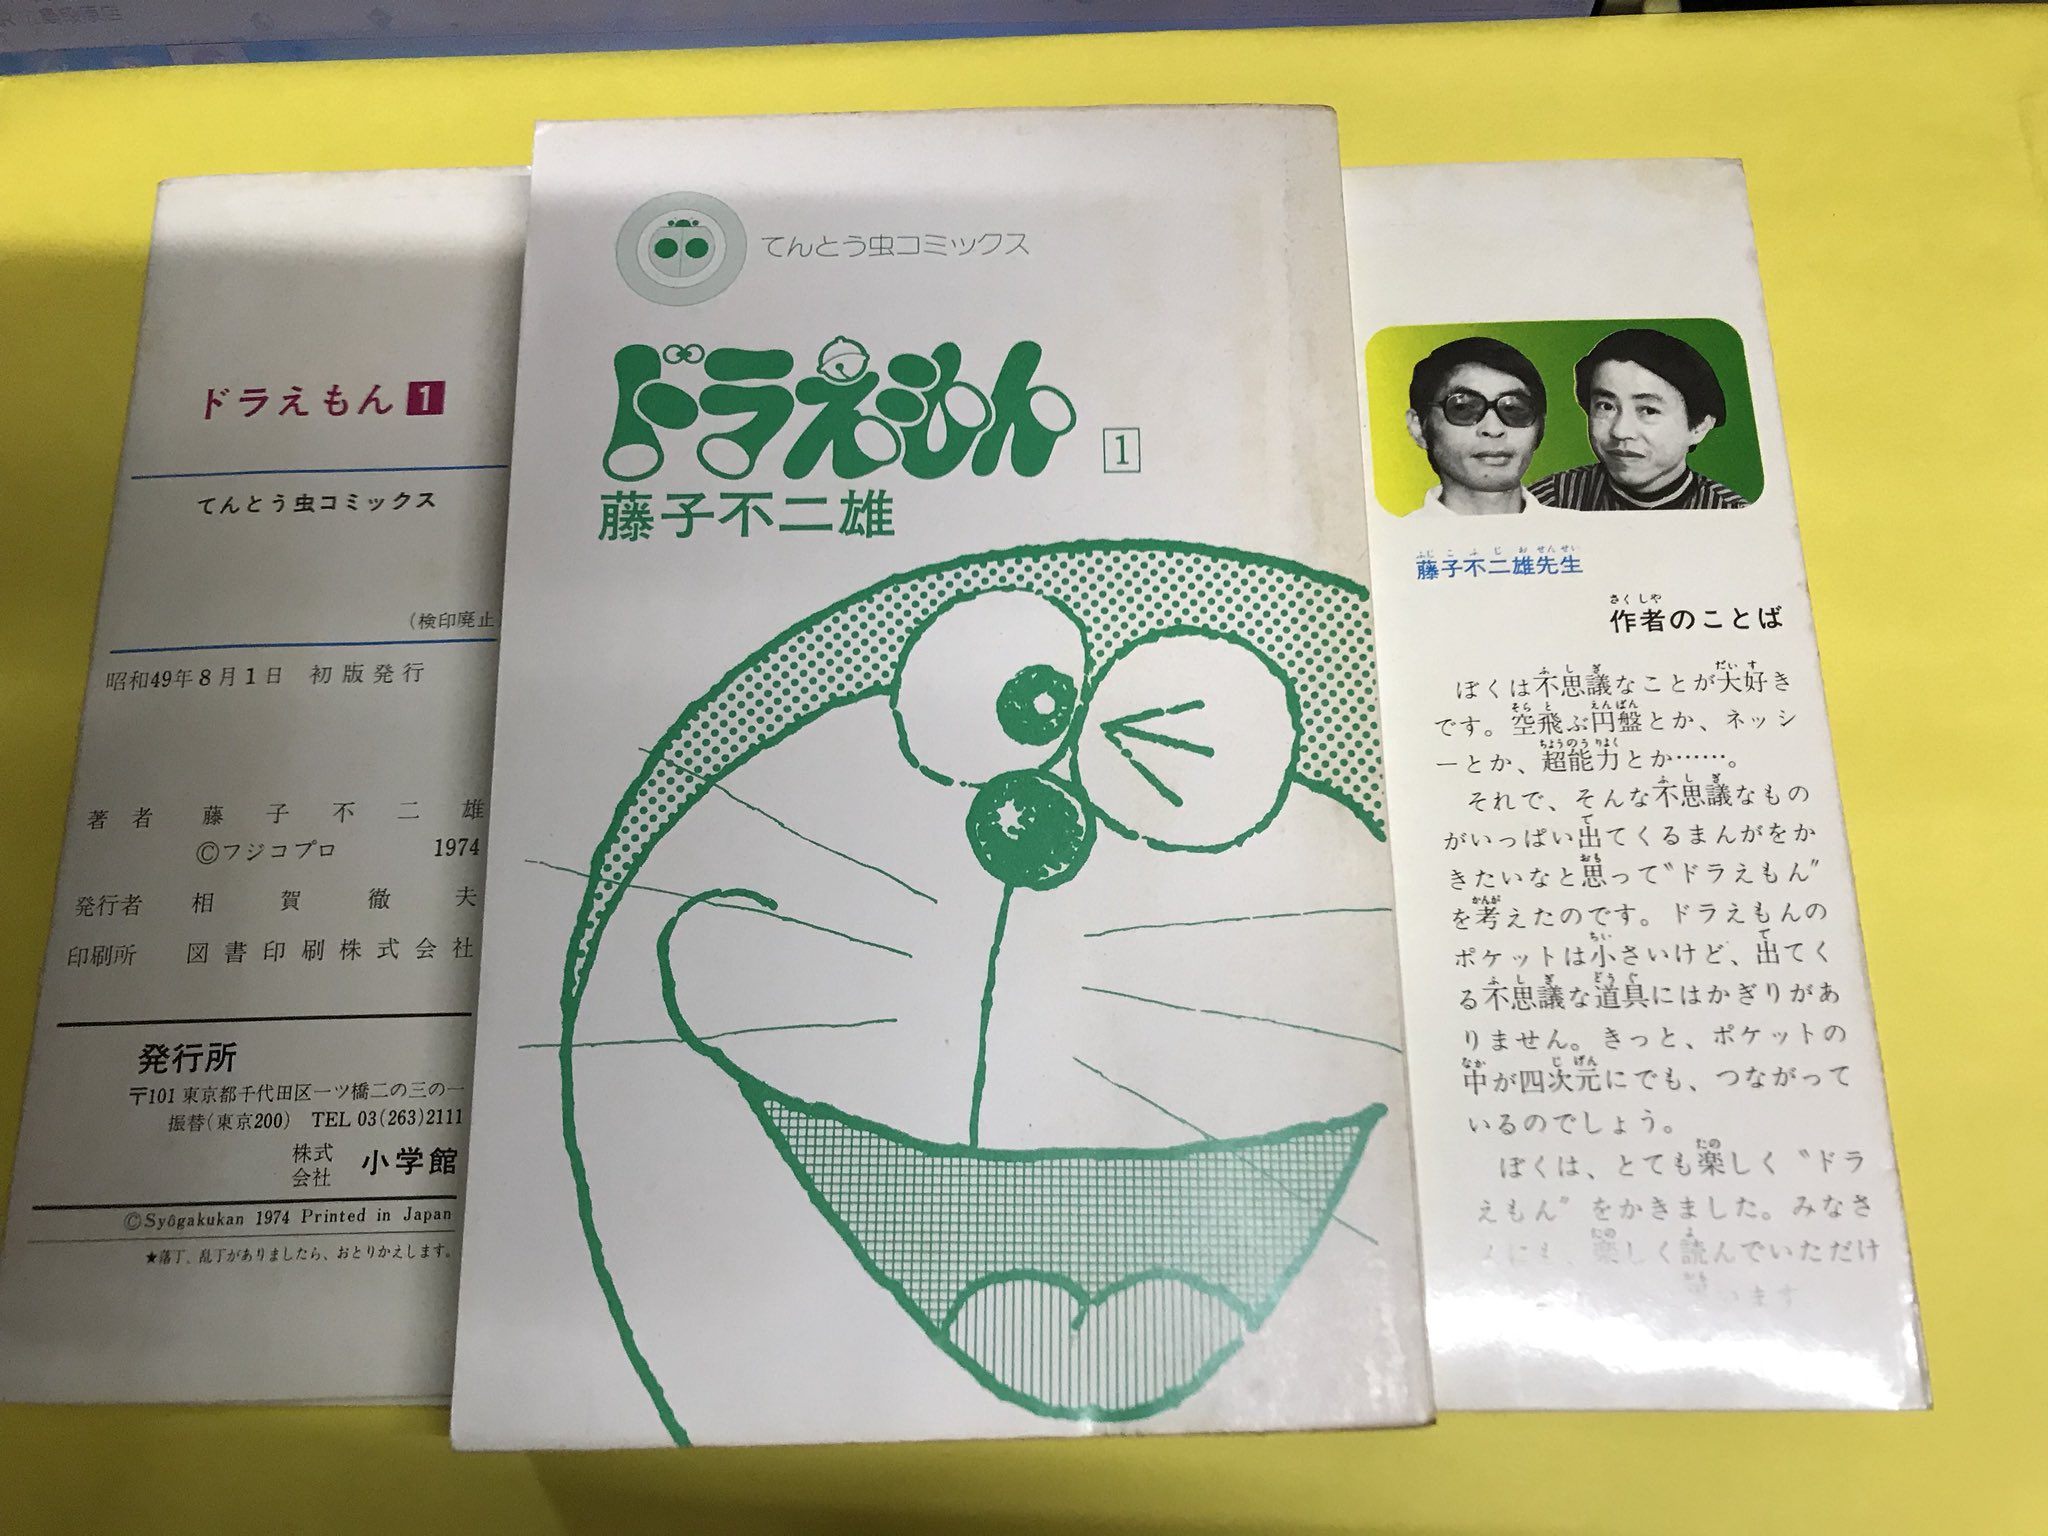 ドラえもん 1
てんとう虫コミックス
(検印廃止)
昭和49年8月1日 初版発行
著者 藤子不二雄
©フジコプロ 1974
発行者 相賀徹夫
印刷所 図書印刷株式会社
発行所
〒101 東京都千代田区一ツ橋二の三の一
振替(東京200) TEL 03(263)2111
株式会社 小学館
©Syôgakukan 1974 Printed in Japan
★落丁、乱丁がありましたら、おとりかえします。
てんとう虫コミックス
ドラえもん 1
藤子不二雄
藤子不二雄先生
作者のことば
ぼくは不思議なことが大好き
です。空飛ぶ円盤とか、ネッシ
ーとか、超能力とか……。
それで、そんな不思議なもの
がいっぱい出てくるまんがをか
きたいなと思って〝ドラえもん〟
を考えたのです。ドラえもんの
ポケットは小さいけど、出てく
る不思議な道具にはかぎりがあ
りません。きっと、ポケットの
中が四次元にでも、つながって
いるのでしょう。
ぼくは、とても楽しく〝ドラ
えもん〟をかきました。みなさ
にも、楽しく読んでいただけ
います。